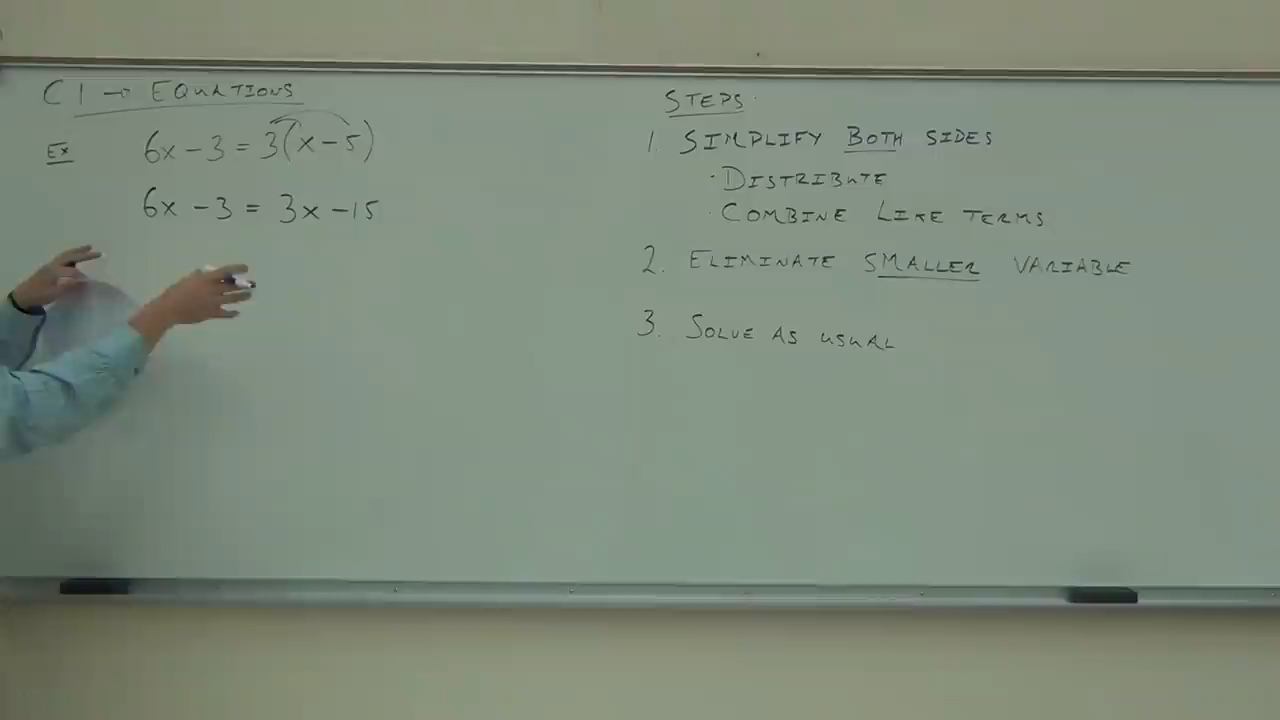 C1 → EQUATIONS
Ex 6x - 3 = 3(x - 5)
6x - 3 = 3x - 15
STEPS:
1. SIMPLIFY BOTH SIDES
· DISTRIBUTE
· COMBINE LIKE TERMS
2. ELIMINATE SMALLER VARIABLE
3. SOLVE AS USUAL